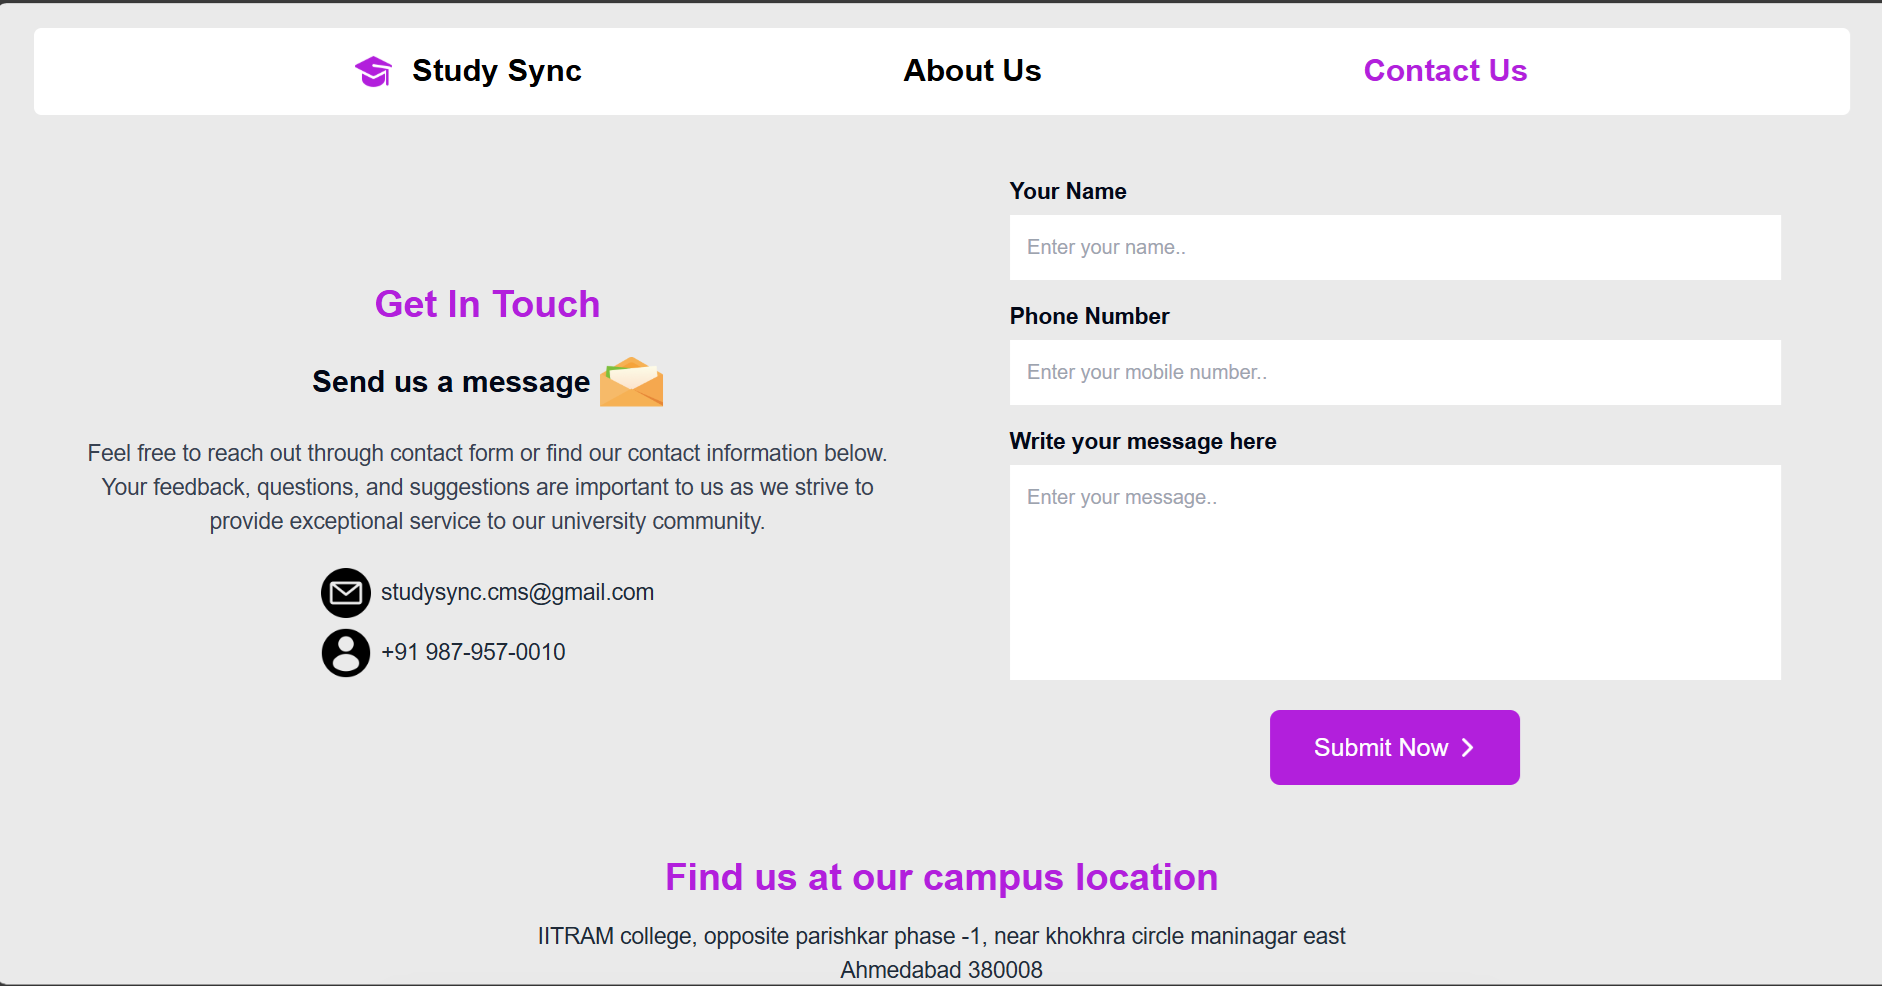 Study Sync
About Us
Contact Us
Get In Touch
Send us a message
Feel free to reach out through contact form or find our contact information below.
Your feedback, questions, and suggestions are important to us as we strive to
provide exceptional service to our university community.
studysync.cms@gmail.com
+91 987-957-0010
Your Name
Enter your name..
Phone Number
Enter your mobile number..
Write your message here
Enter your message..
Submit Now
Find us at our campus location
IITRAM college, opposite parishkar phase -1, near khokhra circle maninagar east
Ahmedabad 380008